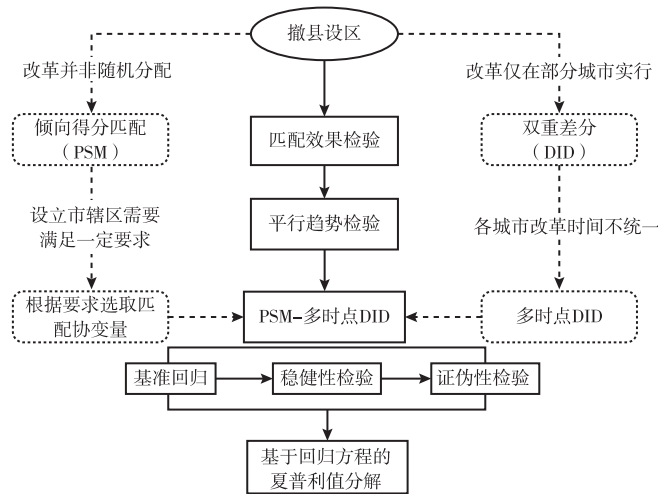 撤县设区
改革并非随机分配
改革仅在部分城市实行
倾向得分匹配
（PSM）
匹配效果检验
双重差分
（DID）
设立市辖区需要
满足一定要求
平行趋势检验
各城市改革时间不统一
根据要求选取匹
配协变量
PSM-多时点DID
多时点DID
基准回归
稳健性检验
证伪性检验
基于回归方程的
夏普利值分解